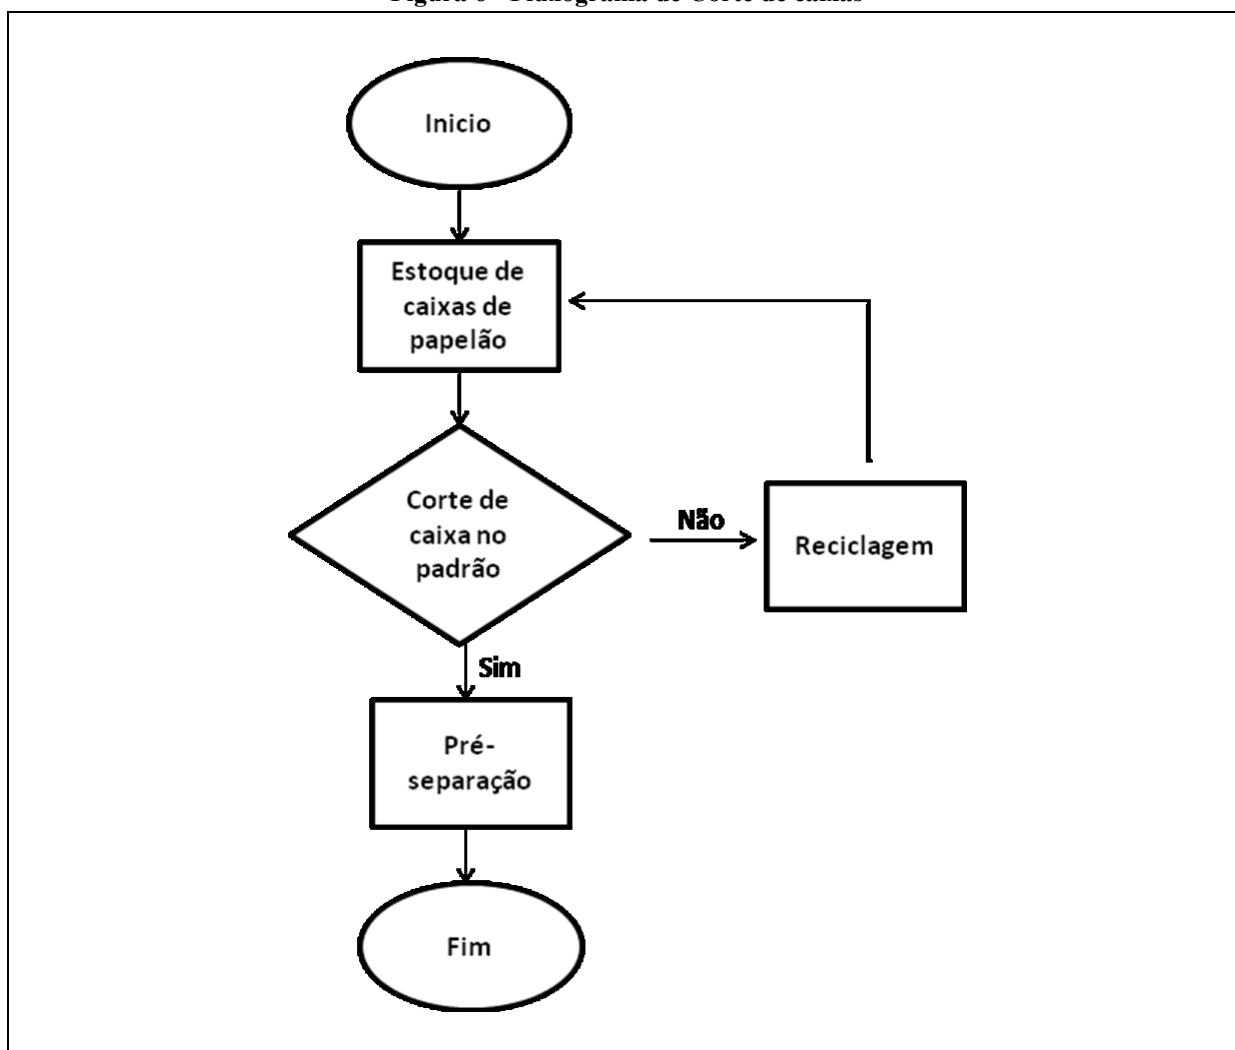 Inicio
Estoque de
caixas de
papelão
Corte de
caixa no
padrão
Não
Reciclagem
Sim
Pré-
separação
Fim